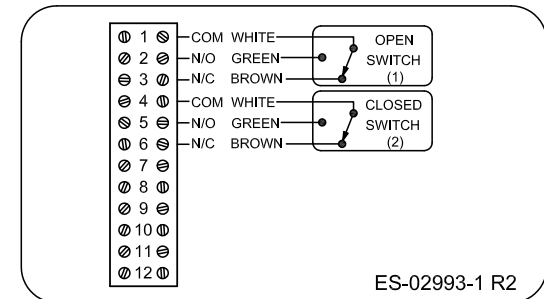 1 COM WHITE OPEN
2 N/O GREEN SWITCH
3 N/C BROWN (1)
4 COM WHITE CLOSED
5 N/O GREEN SWITCH
6 N/C BROWN (2)
7
8
9
10
11
12
ES-02993-1 R2